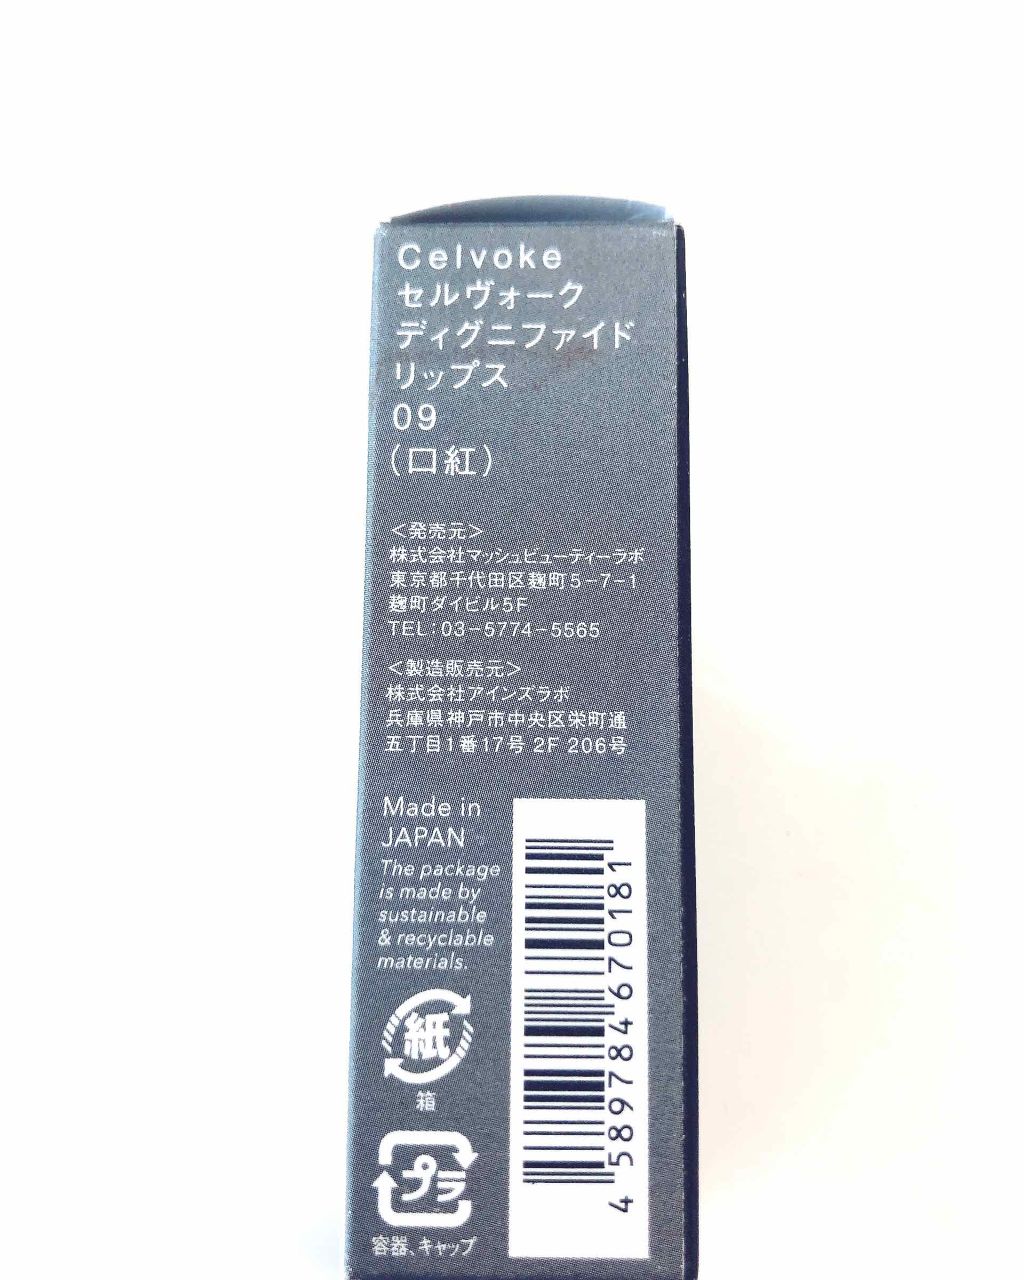 Celvoke
セルヴォーク
ディグニファイド
リップス
09
(口紅)
<発売元>
株式会社マッシュビューティーラボ
東京都千代田区麹町5-7-1
麹町ダイビル5F
TEL:03-5774-5565
<製造販売元>
株式会社アインズラボ
兵庫県神戸市中央区栄町通
五丁目1番17号 2F 206号
Made in
JAPAN
The package
is made by
sustainable
& recyclable
materials.
紙
箱
プラ
容器、キャップ
4589784670181